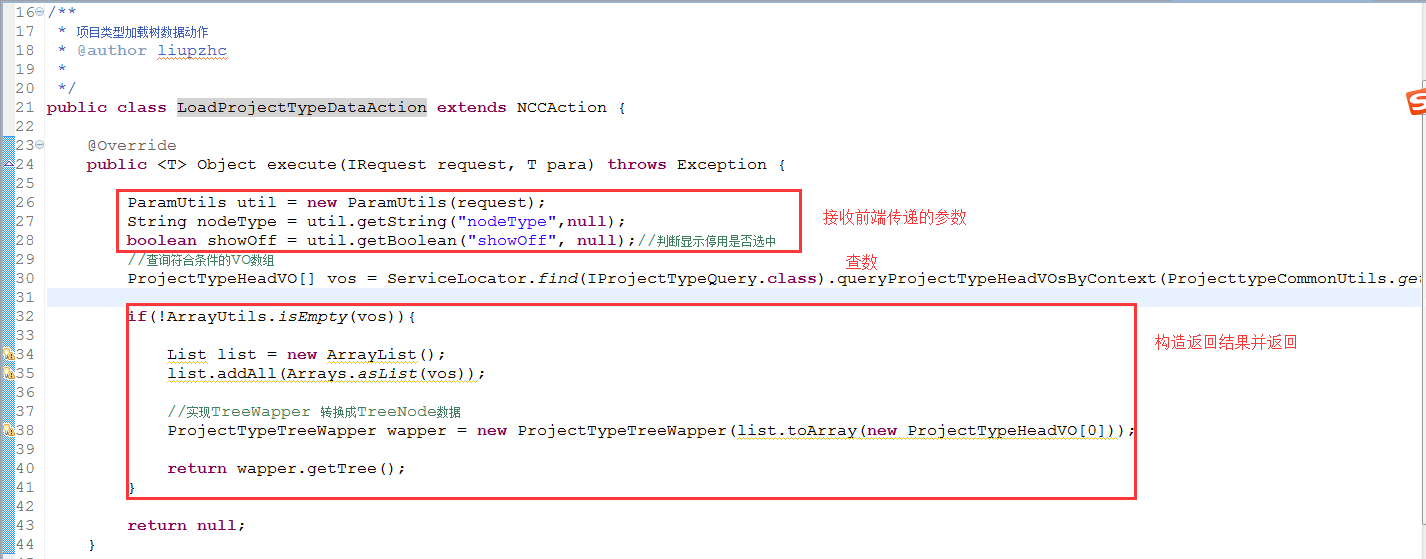 16 /**
17 * 项目类型加载树数据动作
18 * @author liupzhc
19 *
20 */
21 public class LoadProjectTypeDataAction extends NCCAction {
22
23 @Override
24 public <T> Object execute(IRequest request, T para) throws Exception {
25
26 ParamUtils util = new ParamUtils(request);
27 String nodeType = util.getString("nodeType",null);
接收前端传递的参数
28 boolean showOff = util.getBoolean("showOff", null);//判断显示停用是否选中
29 //查询符合条件的VO数组
查数
30 ProjectTypeHeadVO[] vos = ServiceLocator.find(IProjectTypeQuery.class).queryProjectTypeHeadVOsByContext(ProjecttypeCommonUtils.get
31
32 if(!ArrayUtils.isEmpty(vos)){
33
构造返回结果并返回
34 List list = new ArrayList();
35 list.addAll(Arrays.asList(vos));
36
37 //实现TreeWapper 转换成TreeNode数据
38 ProjectTypeTreeWapper wapper = new ProjectTypeTreeWapper(list.toArray(new ProjectTypeHeadVO[0]));
39
40 return wapper.getTree();
41 }
42
43 return null;
44 }